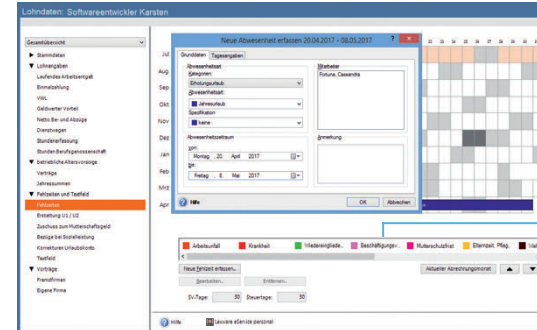 Lohndaten: Softwareentwickler Karsten
Gesamtübersicht
Stammdaten
Lohnangaben
Laufendes Arbeitsentgelt
Einmalzahlung
VWL
Geldwerter Vorteil
Netto Be- und Abzüge
Dienstwagen
Stundenerfassung
Stunden Berufsgenossenschaft
betriebliche Altersvorsorge
Verträge
Jahressummen
Fehlzeiten und Testfeld
Fehlzeiten
Erstattung U1 / U2
Zuschuss zum Mutterschaftsgeld
Bezüge bei Sozialleistung
Korrekturen Urlaubskonto
Testfeld
Vorträge
Fremdfirmen
Eigene Firma
Jul
Aug
Sep
Okt
Nov
Dez
Jan
Feb
Mrz
Apr
Neue Abwesenheit erfassen 20.04.2017 - 08.05.2017
Grunddaten Tagesangaben
Abwesenheitsart
Kategorien:
Erholungsurlaub
Abwesenheitsart:
Jahresurlaub
Spezifikation
keine
Mitarbeiter
Fortune, Cassandra
Abwesenheitszeitraum
von:
Montag , 20. April 2017
bis:
Freitag , 8. Mai 2017
Anmerkung
Hilfe OK Abbrechen
Arbeitsunfall Krankheit Wiedereingliede.. Beschäftigungsv.. Mutterschutzfrist Elternzeit, Pfleg.
Neue Fehlzeit erfassen... Aktueller Abrechnungsmonat
Bearbeiten... Entfernen...
SV-Tage: 30 Steuertage: 30
Hilfe Lexware eService personal